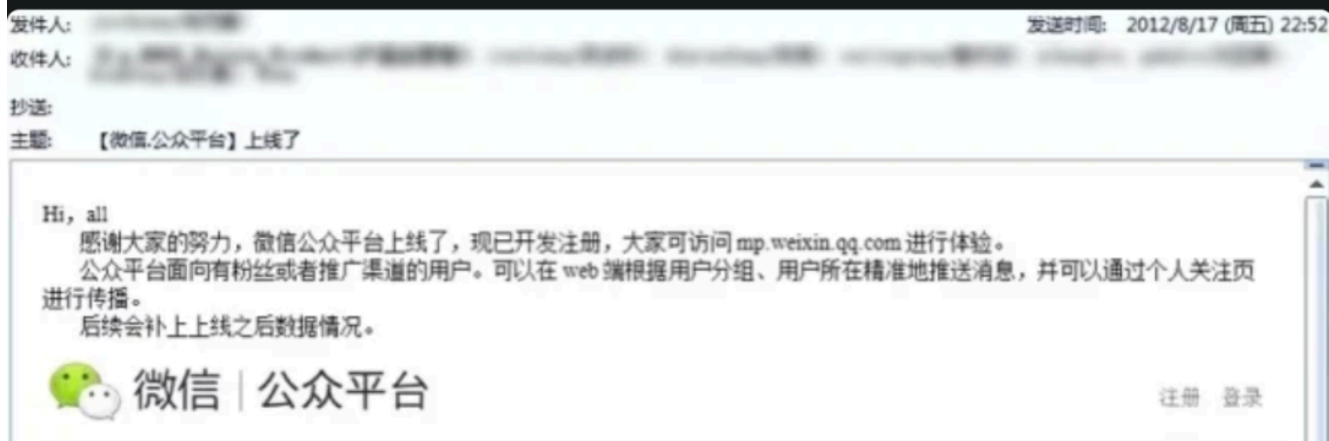 发件人:
发送时间: 2012/8/17 (周五) 22:52
收件人:
抄送:
主题: 【微信.公众平台】上线了
Hi，all
感谢大家的努力，微信公众平台上线了，现已开发注册，大家可访问 mp.weixin.qq.com 进行体验。
公众平台面向有粉丝或者推广渠道的用户。可以在 web 端根据用户分组、用户所在精准地推送消息，并可以通过个人关注页
进行传播。
后续会补上上线之后数据情况。
微信 | 公众平台
注册 登录